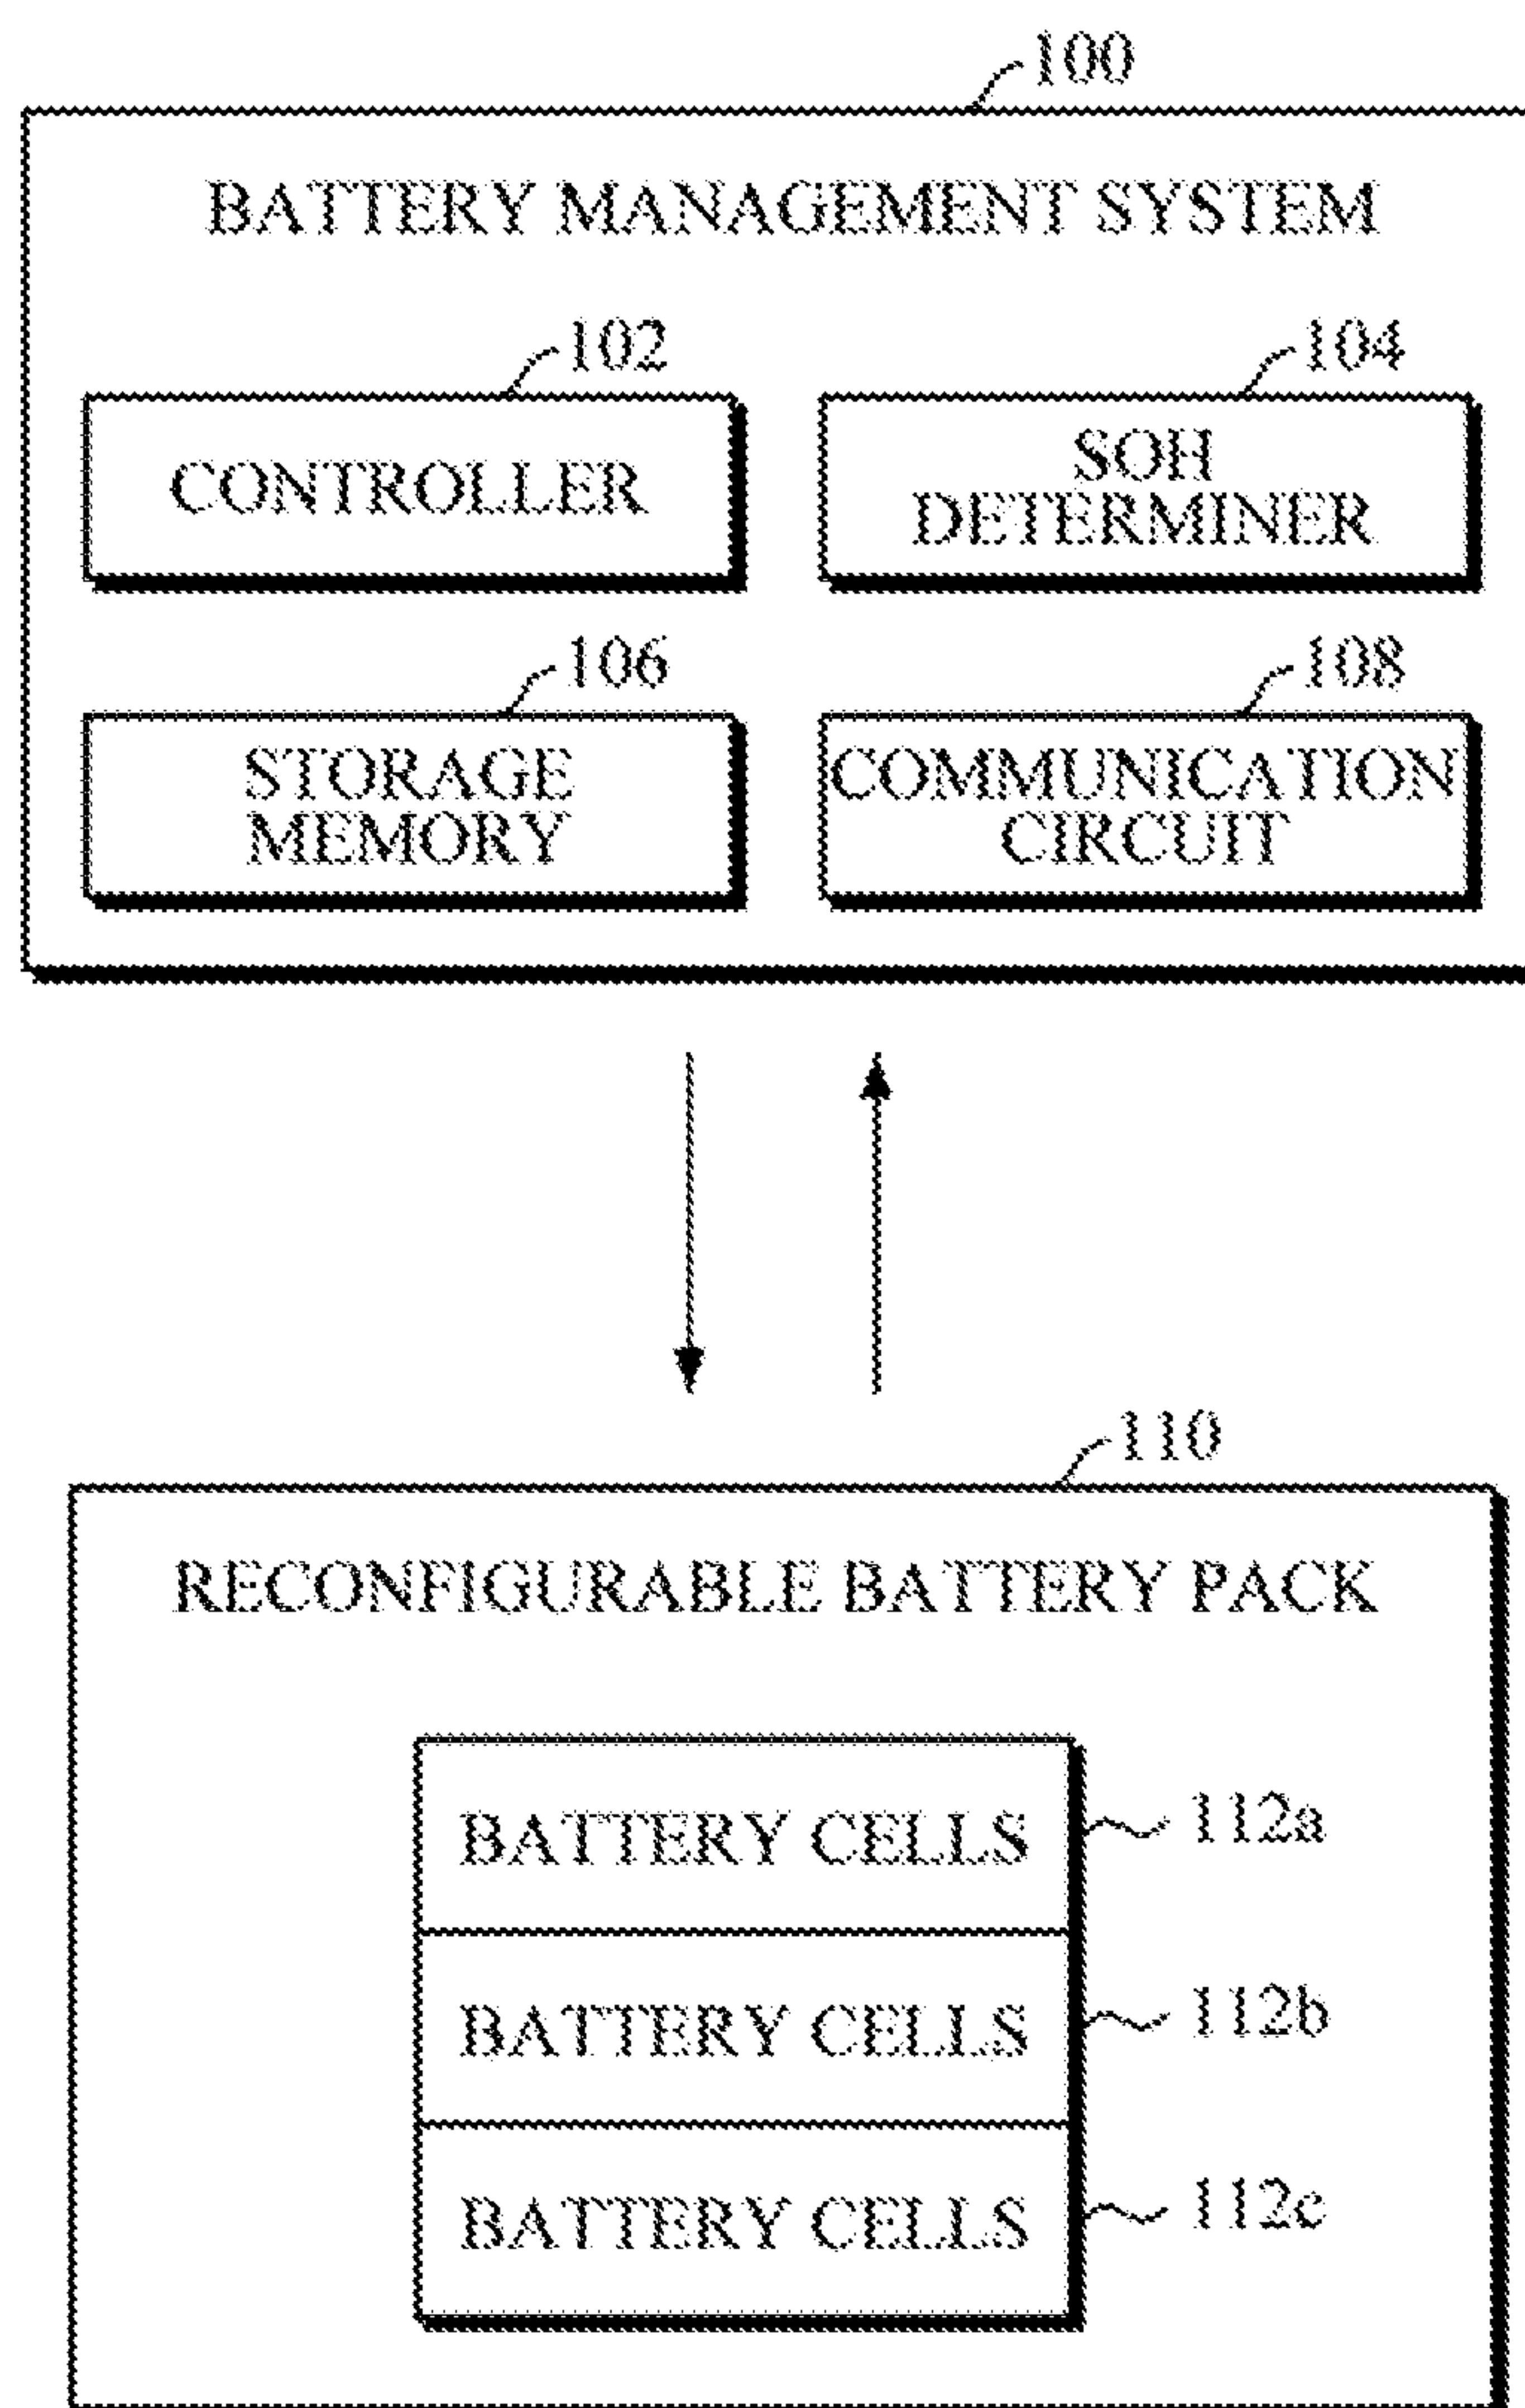 100
BATTERY MANAGEMENT SYSTEM
102
CONTROLLER
104
SOH
DETERMINER
106
STORAGE
MEMORY
108
COMMUNICATION
CIRCUIT
110
RECONFIGURABLE BATTERY PACK
BATTERY CELLS
112a
BATTERY CELLS
112b
BATTERY CELLS
112c